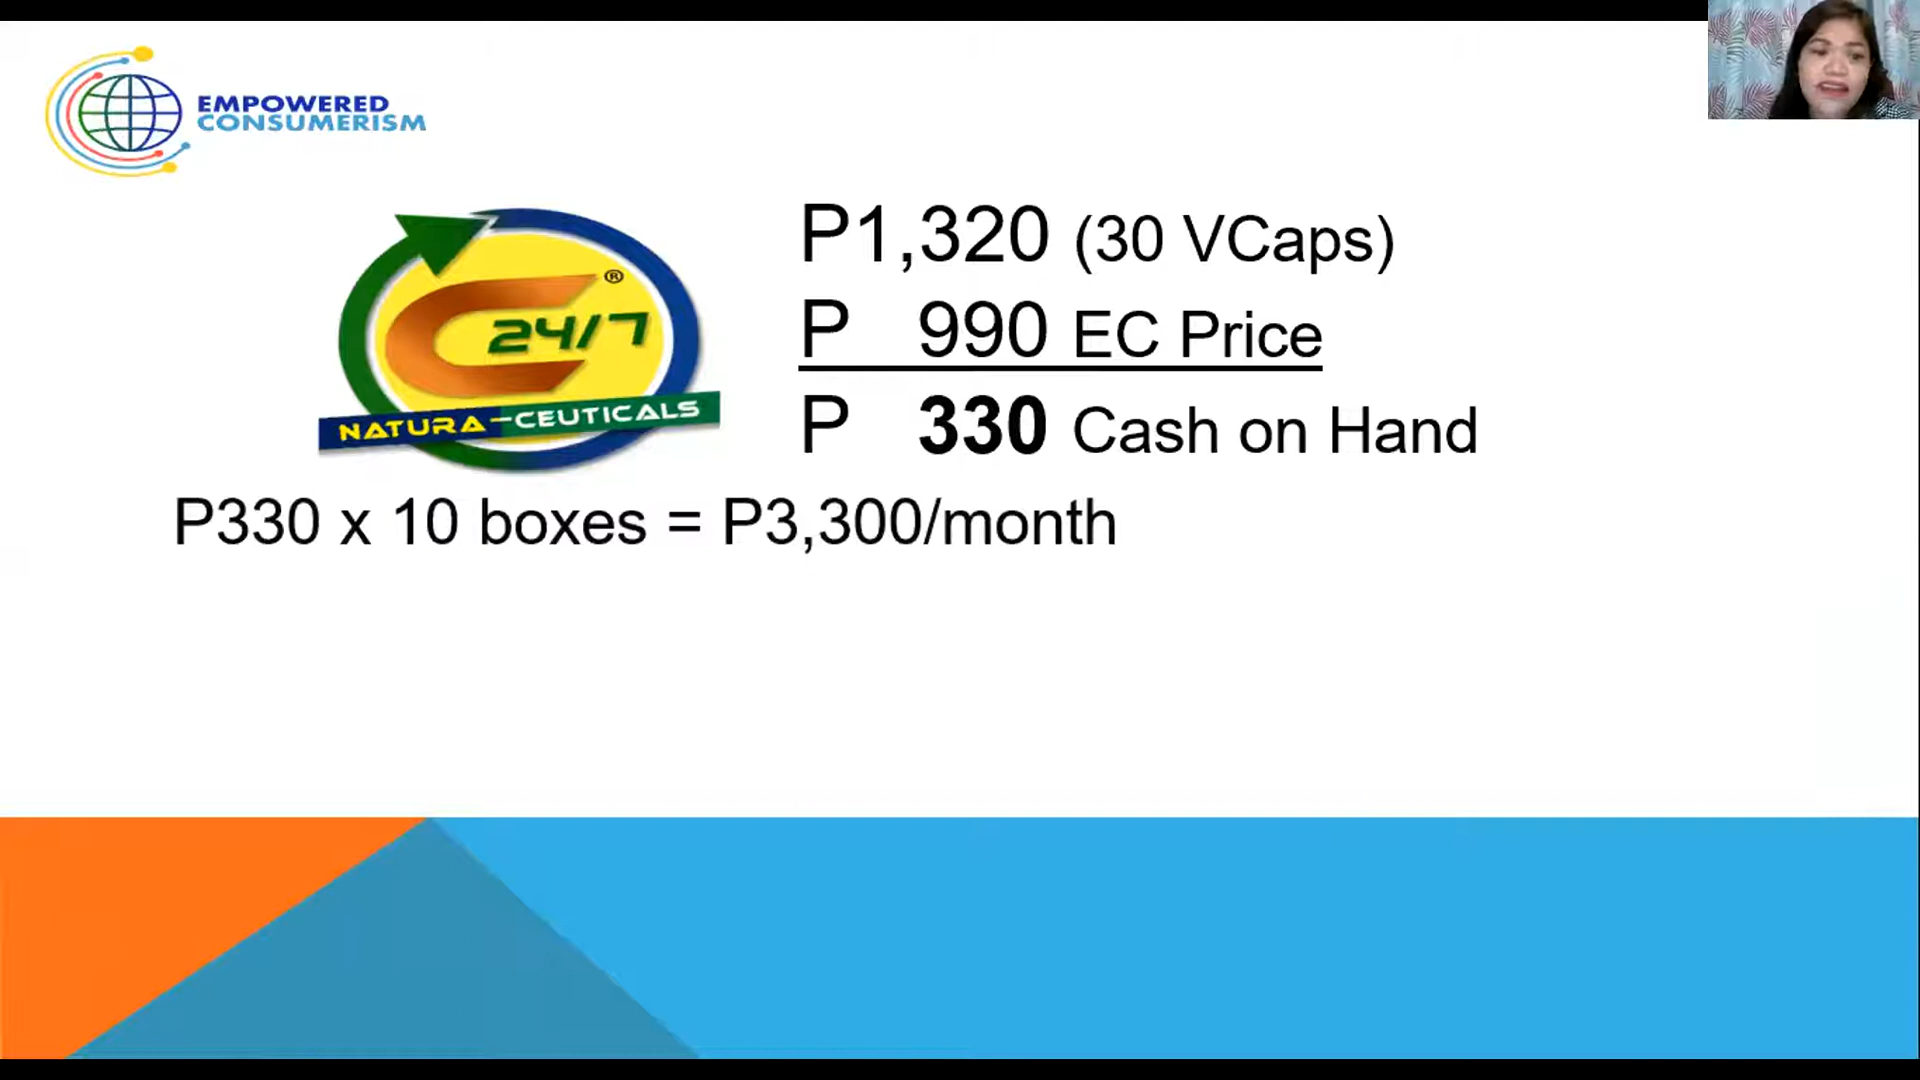 EMPOWERED
CONSUMERISM
C 24/7 ®
NATURA-CEUTICALS
P1,320 (30 VCaps)
P 990 EC Price
P 330 Cash on Hand
P330 x 10 boxes = P3,300/month